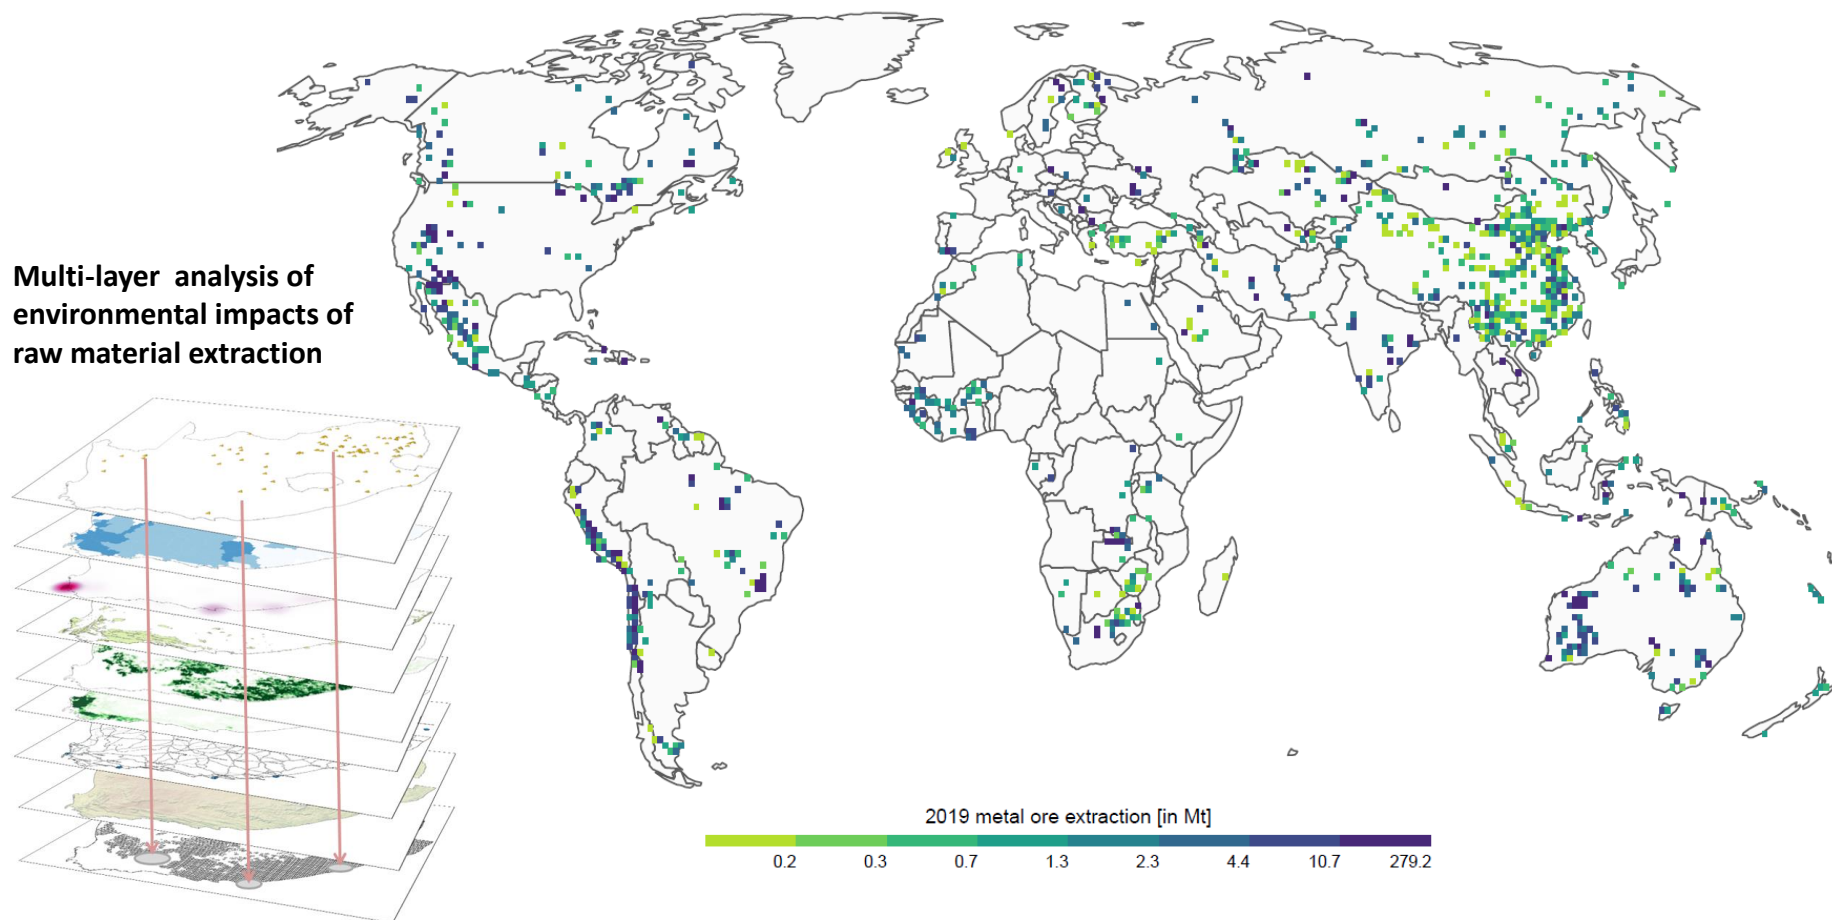 Multi-layer analysis of
environmental impacts of
raw material extraction
2019 metal ore extraction [in Mt]
0.2 0.3 0.7 1.3 2.3 4.4 10.7 279.2